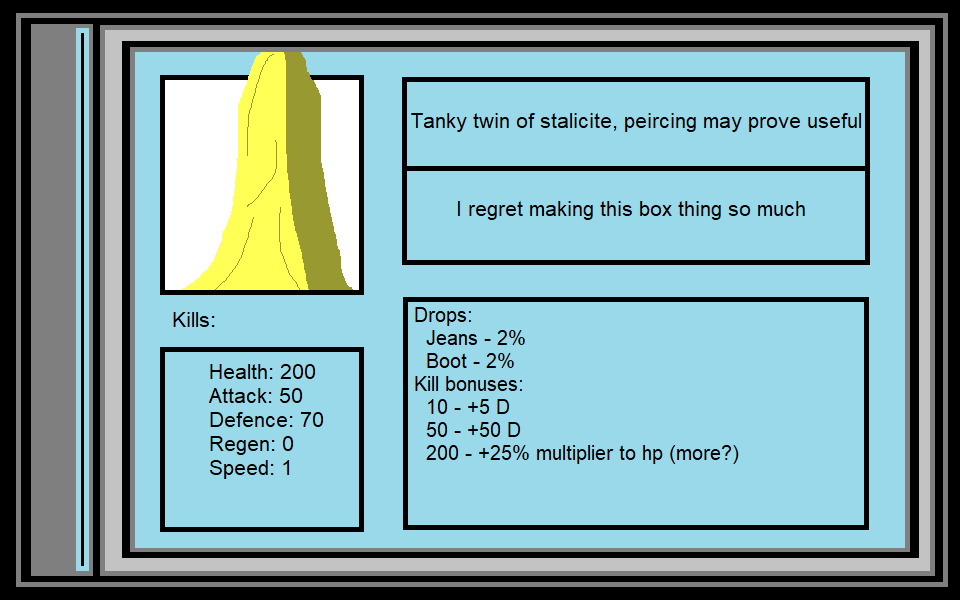 Tanky twin of stalicite, peircing may prove useful
I regret making this box thing so much
Kills:
Health: 200
Attack: 50
Defence: 70
Regen: 0
Speed: 1
Drops:
Jeans - 2%
Boot - 2%
Kill bonuses:
10 - +5 D
50 - +50 D
200 - +25% multiplier to hp (more?)